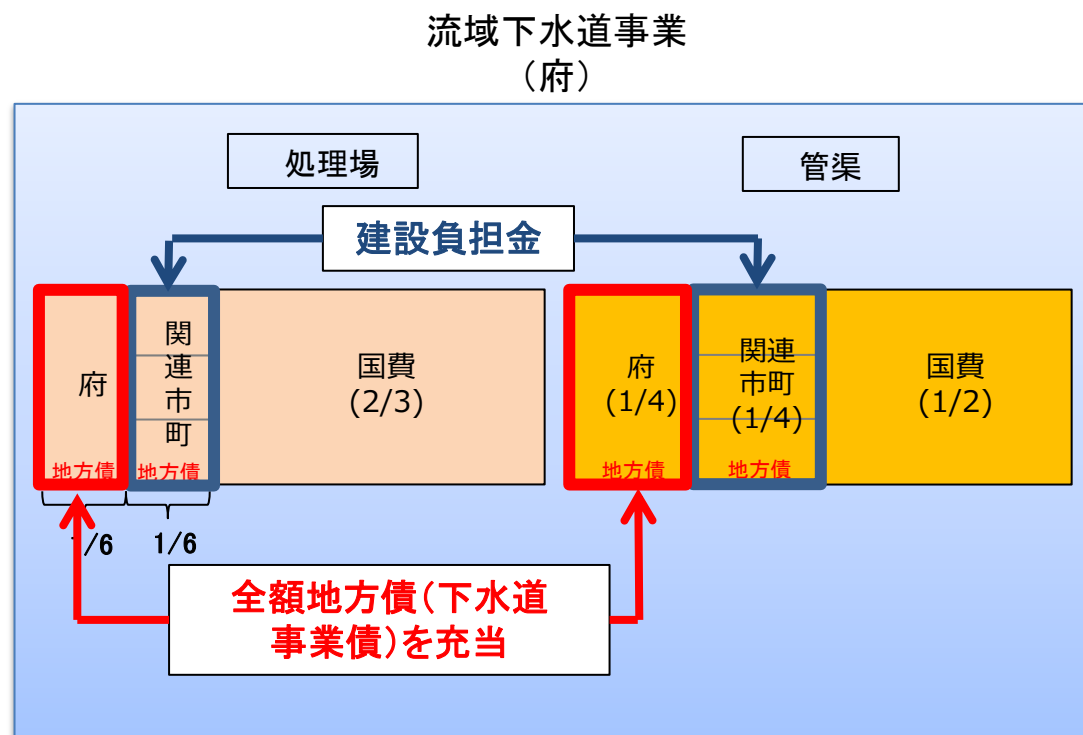 流域下水道事業
（府）
処理場
管渠
建設負担金
府
地方債
関
連
市
町
地方債
国費
(2/3)
府
(1/4)
地方債
関連
市町
(1/4)
地方債
国費
(1/2)
1/6
1/6
全額地方債（下水道
事業債）を充当